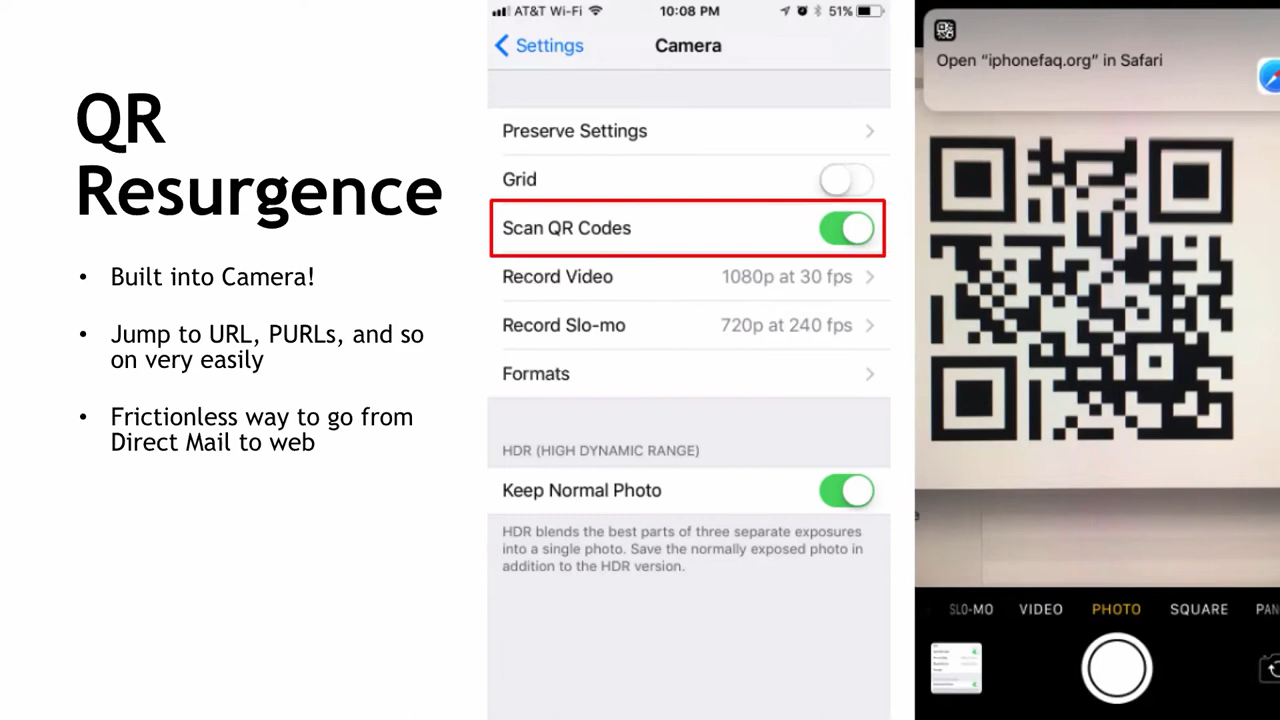 QR
Resurgence
• Built into Camera!
• Jump to URL, PURLs, and so
on very easily
• Frictionless way to go from
Direct Mail to web
AT&T Wi-Fi 10:08 PM 51%
Settings Camera
Preserve Settings
Grid
Scan QR Codes
Record Video 1080p at 30 fps
Record Slo-mo 720p at 240 fps
Formats
HDR (HIGH DYNAMIC RANGE)
Keep Normal Photo
HDR blends the best parts of three separate exposures
into a single photo. Save the normally exposed photo in
addition to the HDR version.
Open “iphonefaq.org” in Safari
SLO-MO VIDEO PHOTO SQUARE PAN